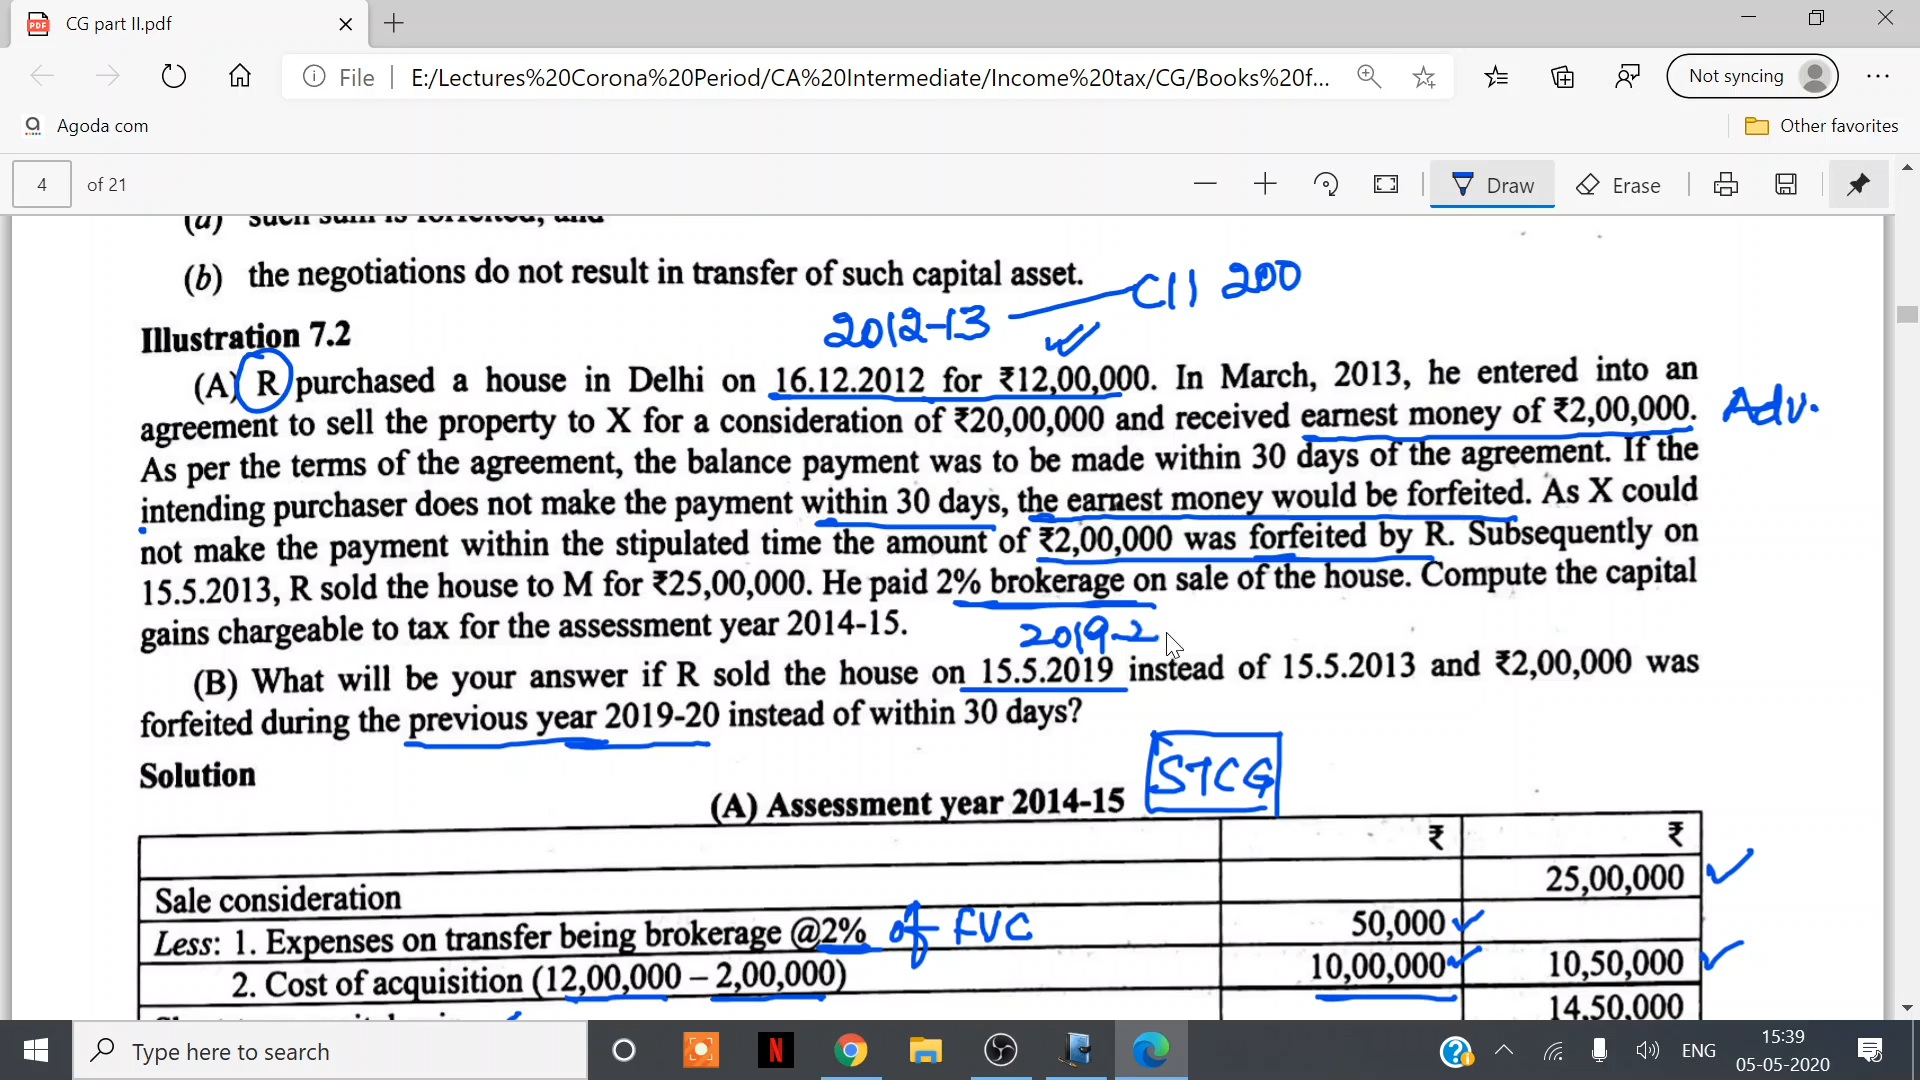 CG part II.pdf
File
E:/Lectures%20Corona%20Period/CA%20Intermediate/Income%20tax/CG/Books%20f...
Not syncing
Agoda com
Other favorites
4 of 21
Draw
Erase
(a) such sum is forfeited, and
(b) the negotiations do not result in transfer of such capital asset.
CII 200
2012-13
Illustration 7.2
(A) R purchased a house in Delhi on 16.12.2012 for ₹12,00,000. In March, 2013, he entered into an
agreement to sell the property to X for a consideration of ₹20,00,000 and received earnest money of ₹2,00,000. Adv.
As per the terms of the agreement, the balance payment was to be made within 30 days of the agreement. If the
intending purchaser does not make the payment within 30 days, the earnest money would be forfeited. As X could
not make the payment within the stipulated time the amount of ₹2,00,000 was forfeited by R. Subsequently on
15.5.2013, R sold the house to M for ₹25,00,000. He paid 2% brokerage on sale of the house. Compute the capital
gains chargeable to tax for the assessment year 2014-15.
2019-2
(B) What will be your answer if R sold the house on 15.5.2019 instead of 15.5.2013 and ₹2,00,000 was
forfeited during the previous year 2019-20 instead of within 30 days?
Solution
STCG
(A) Assessment year 2014-15
₹ ₹
Sale consideration 25,00,000
Less: 1. Expenses on transfer being brokerage @2% of FVC 50,000
2. Cost of acquisition (12,00,000 – 2,00,000) 10,00,000 10,50,000
14,50,000
Type here to search
ENG
15:39
05-05-2020